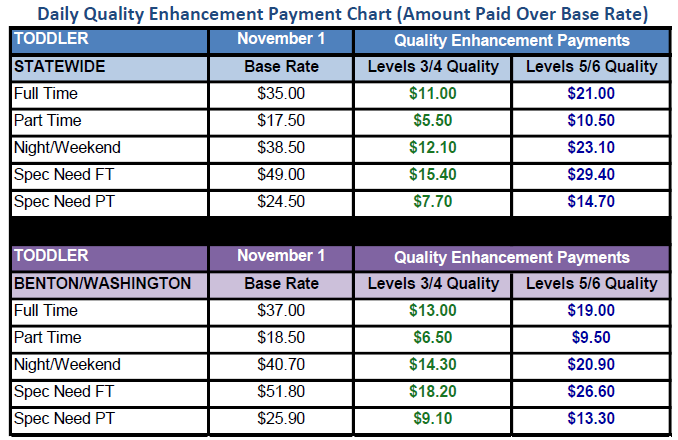 Daily Quality Enhancement Payment Chart (Amount Paid Over Base Rate)
TODDLER November 1 Quality Enhancement Payments
STATEWIDE Base Rate Levels 3/4 Quality Levels 5/6 Quality
Full Time $35.00 $11.00 $21.00
Part Time $17.50 $5.50 $10.50
Night/Weekend $38.50 $12.10 $23.10
Spec Need FT $49.00 $15.40 $29.40
Spec Need PT $24.50 $7.70 $14.70
TODDLER November 1 Quality Enhancement Payments
BENTON/WASHINGTON Base Rate Levels 3/4 Quality Levels 5/6 Quality
Full Time $37.00 $13.00 $19.00
Part Time $18.50 $6.50 $9.50
Night/Weekend $40.70 $14.30 $20.90
Spec Need FT $51.80 $18.20 $26.60
Spec Need PT $25.90 $9.10 $13.30